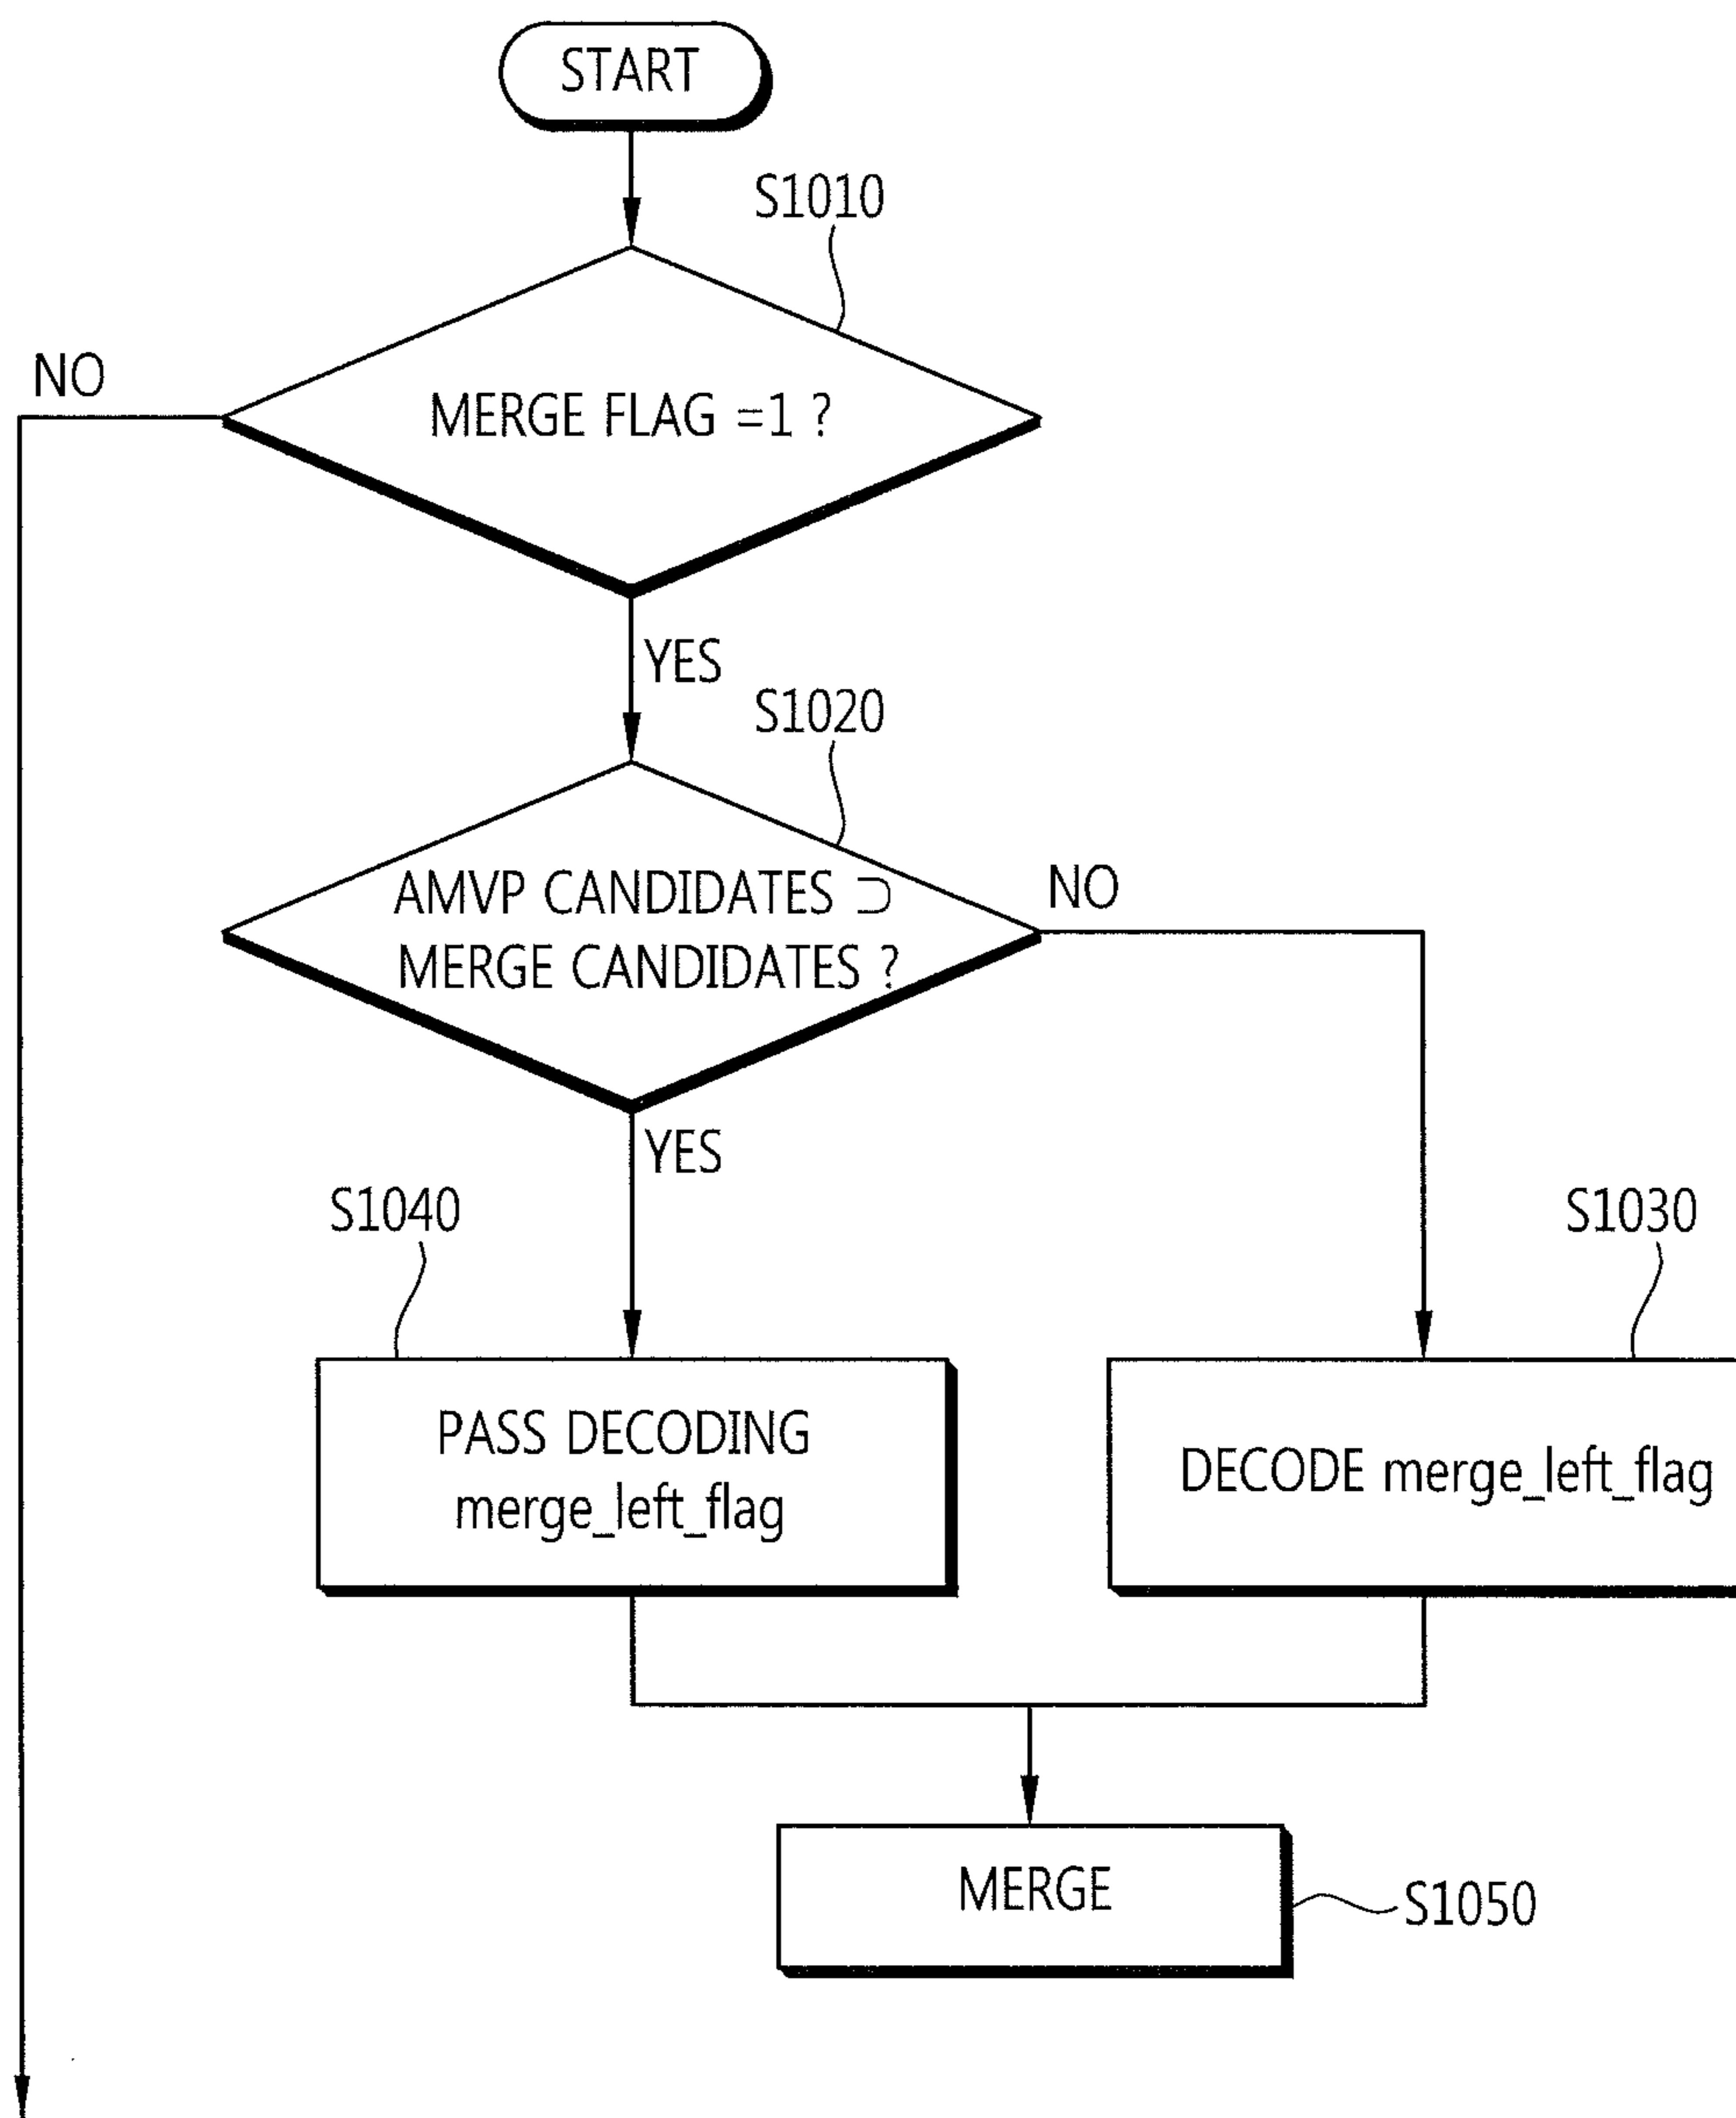 START
S1010
NO
MERGE FLAG =1 ?
YES
S1020
AMVP CANDIDATES ⊃
MERGE CANDIDATES ?
NO
YES
S1040
S1030
PASS DECODING
merge_left_flag
DECODE merge_left_flag
MERGE
S1050